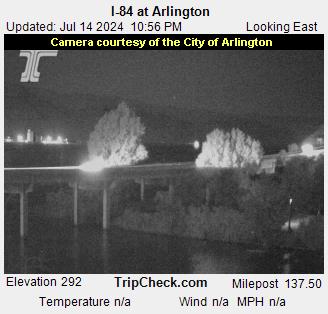 I-84 at Arlington
Updated: Jul 14 2024 10:56 PM Looking East
Camera courtesy of the City of Arlington
Elevation 292 TripCheck.com Milepost 137.50
Temperature n/a Wind n/a MPH n/a